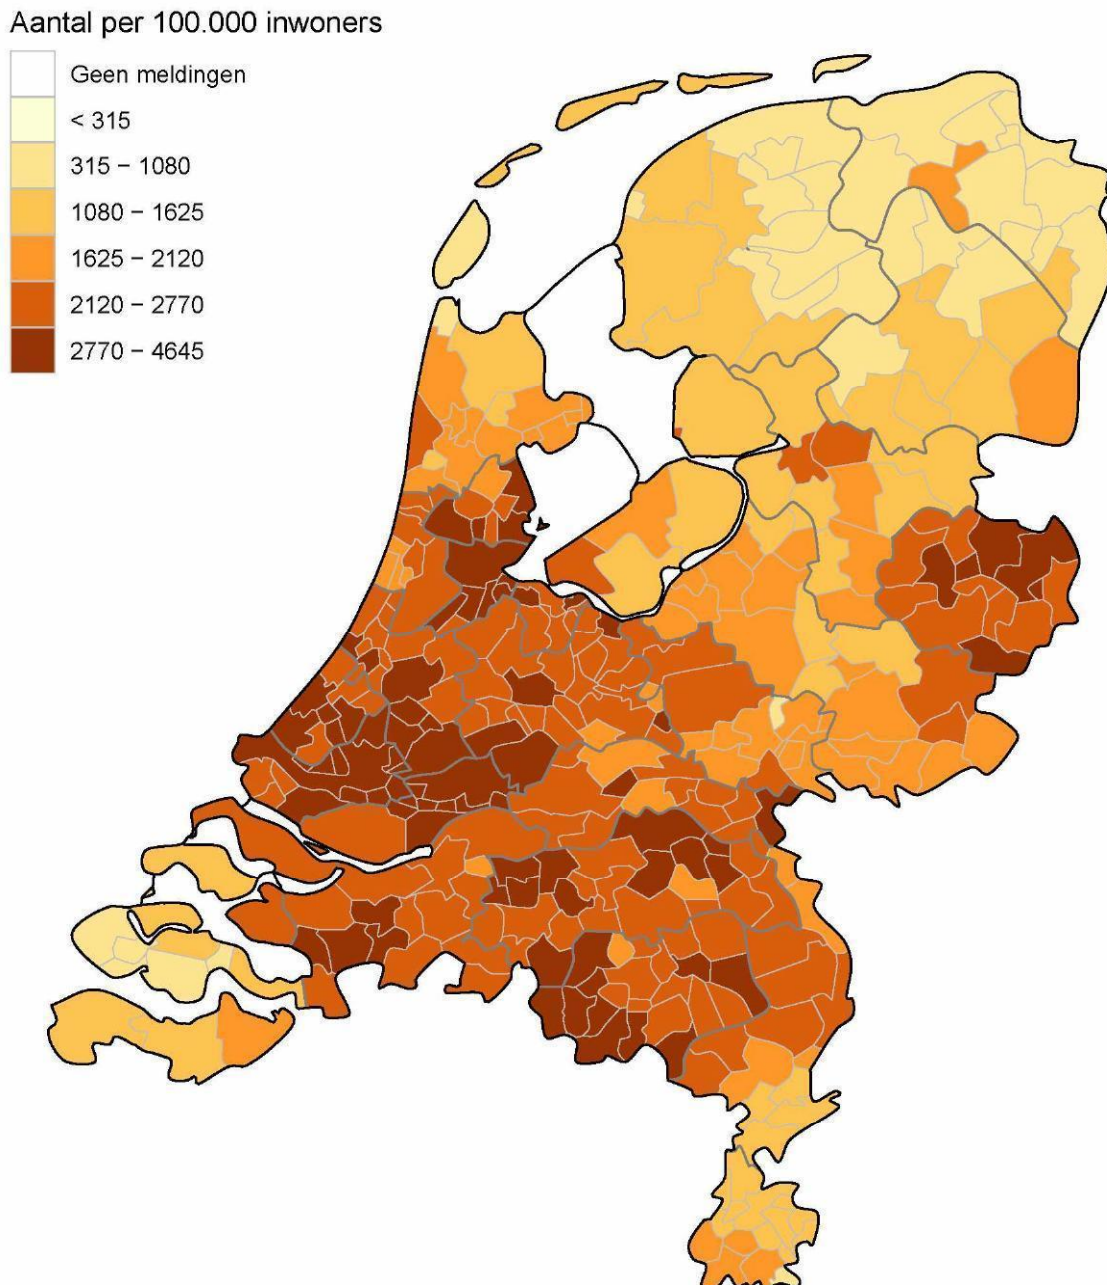 Aantal per 100.000 inwoners
Geen meldingen
< 315
315 – 1080
1080 – 1625
1625 – 2120
2120 – 2770
2770 – 4645